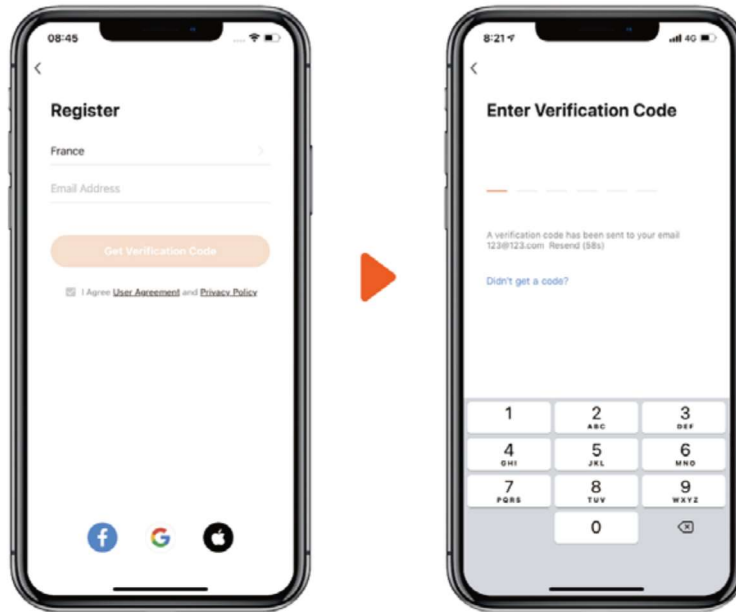 08:45
Register
France
Email Address
Get Verification Code
I Agree User Agreement and Privacy Policy
8:21
4G
Enter Verification Code
A verification code has been sent to your email
123@123.com Resend (58s)
Didn't get a code?
1
2
ABC
3
DEF
4
GHI
5
JKL
6
MNO
7
PQRS
8
TUV
9
WXYZ
0